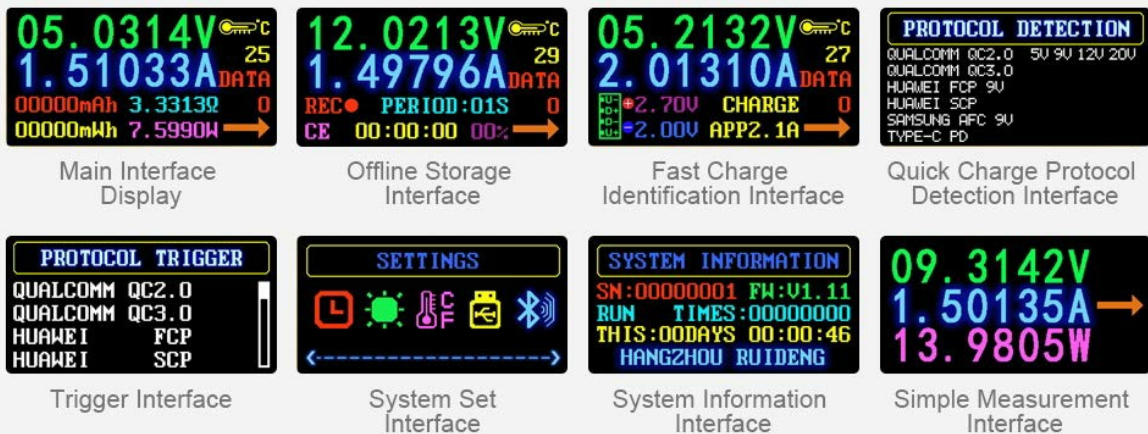 05.0314V °C
25
1.51033A DATA
00000mAh 3.3313Ω 0
00000mWh 7.5990W
Main Interface
Display
12.0213V °C
29
1.49796A DATA
REC PERIOD:01S 0
CE 00:00:00 00%
Offline Storage
Interface
05.2132V °C
27
2.01310A DATA
U- D- D+ U+
+2.70V CHARGE 0
-2.00V APP2.1A
Fast Charge
Identification Interface
PROTOCOL DETECTION
QUALCOMM QC2.0 5V 9V 12V 20V
QUALCOMM QC3.0
HUAWEI FCP 9V
HUAWEI SCP
SAMSUNG AFC 9V
TYPE-C PD
Quick Charge Protocol
Detection Interface
PROTOCOL TRIGGER
QUALCOMM QC2.0
QUALCOMM QC3.0
HUAWEI FCP
HUAWEI SCP
Trigger Interface
SETTINGS
C
F
System Set
Interface
SYSTEM INFORMATION
SN:00000001 FW:V1.11
RUN TIMES:00000000
THIS:00DAYS 00:00:46
HANGZHOU RUIDENG
System Information
Interface
09.3142V
1.50135A
13.9805W
Simple Measurement
Interface